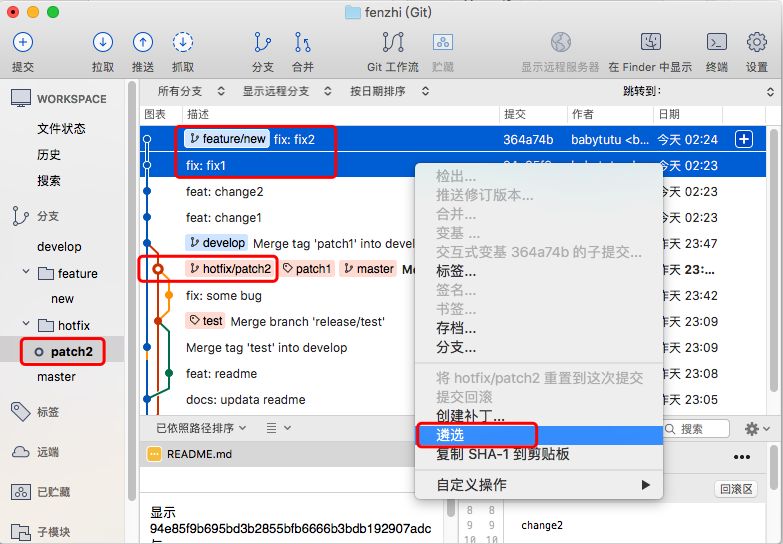 fenzhi (Git)
提交 拉取 推送 抓取 分支 合并 Git 工作流 贮藏 显示远程服务器 在 Finder 中显示 终端 设置
WORKSPACE
文件状态
历史
搜索
分支
develop
feature
new
hotfix
patch2
master
标签
远端
已贮藏
子模块
所有分支 显示远程分支 按日期排序 跳转到:
图表 描述 提交 作者 日期
feature/new fix: fix2 364a74b babytutu <b... 今天 02:24
fix: fix1 今天 02:23
feat: change2 天 02:23
feat: change1 天 02:23
develop Merge tag 'patch1' into devel 天 23:47
hotfix/patch2 patch1 master 天 23:...
fix: some bug 天 23:42
test Merge branch 'release/test' 天 23:09
Merge tag 'test' into develop 天 23:09
feat: readme 天 23:08
docs: updata readme 天 22:55
检出...
推送修订版本...
合并...
变基 ...
交互式变基 364a74b 的子提交...
标签...
签名...
书签...
存档...
分支...
将 hotfix/patch2 重置到这次提交
提交回滚
创建补丁...
遴选
复制 SHA-1 到剪贴板
自定义操作
已依照路径排序 搜索
README.md
回滚区
显示
94e85f9b695bd3b2855bfb6666b3bdb192907adc
8 8
9 9 change2
10 10